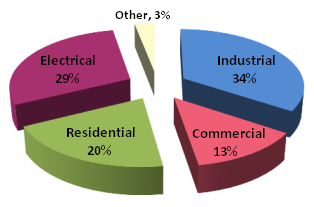 Other, 3%
Electrical
29%
Industrial
34%
Residential
20%
Commercial
13%